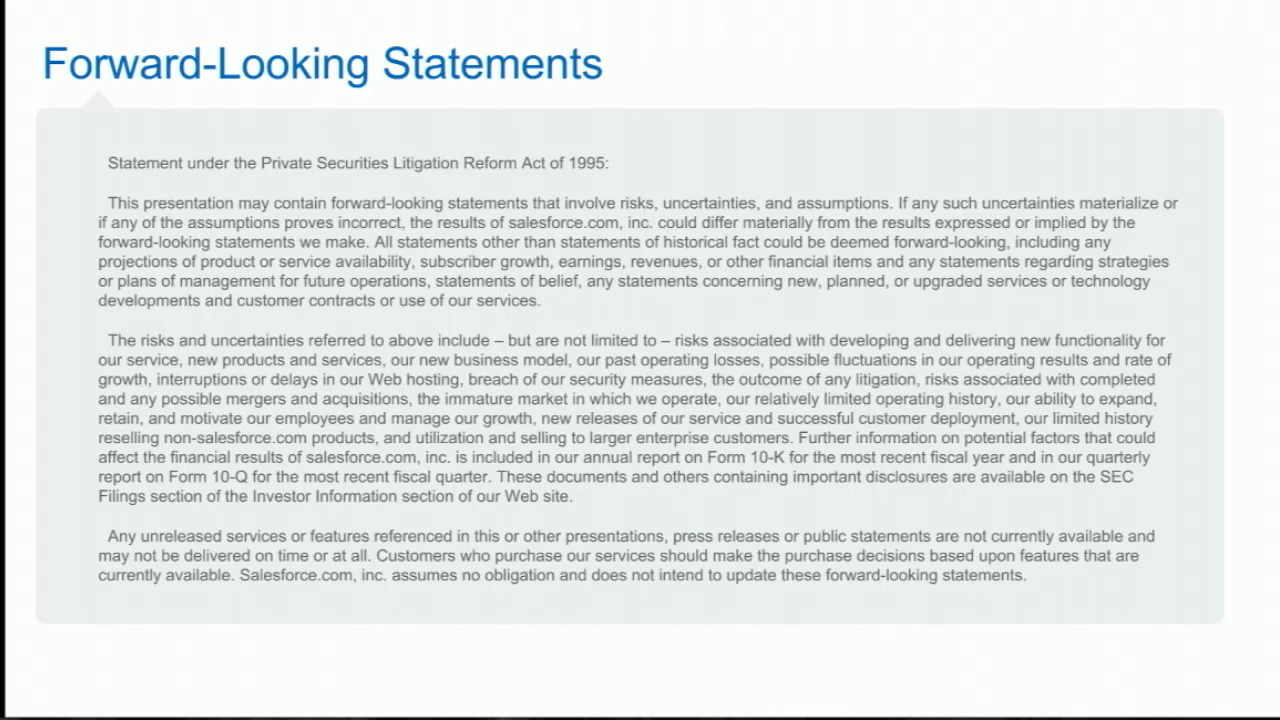 Forward-Looking Statements
Statement under the Private Securities Litigation Reform Act of 1995:
This presentation may contain forward-looking statements that involve risks, uncertainties, and assumptions. If any such uncertainties materialize or
if any of the assumptions proves incorrect, the results of salesforce.com, inc. could differ materially from the results expressed or implied by the
forward-looking statements we make. All statements other than statements of historical fact could be deemed forward-looking, including any
projections of product or service availability, subscriber growth, earnings, revenues, or other financial items and any statements regarding strategies
or plans of management for future operations, statements of belief, any statements concerning new, planned, or upgraded services or technology
developments and customer contracts or use of our services.
The risks and uncertainties referred to above include – but are not limited to – risks associated with developing and delivering new functionality for
our service, new products and services, our new business model, our past operating losses, possible fluctuations in our operating results and rate of
growth, interruptions or delays in our Web hosting, breach of our security measures, the outcome of any litigation, risks associated with completed
and any possible mergers and acquisitions, the immature market in which we operate, our relatively limited operating history, our ability to expand,
retain, and motivate our employees and manage our growth, new releases of our service and successful customer deployment, our limited history
reselling non-salesforce.com products, and utilization and selling to larger enterprise customers. Further information on potential factors that could
affect the financial results of salesforce.com, inc. is included in our annual report on Form 10-K for the most recent fiscal year and in our quarterly
report on Form 10-Q for the most recent fiscal quarter. These documents and others containing important disclosures are available on the SEC
Filings section of the Investor Information section of our Web site.
Any unreleased services or features referenced in this or other presentations, press releases or public statements are not currently available and
may not be delivered on time or at all. Customers who purchase our services should make the purchase decisions based upon features that are
currently available. Salesforce.com, inc. assumes no obligation and does not intend to update these forward-looking statements.